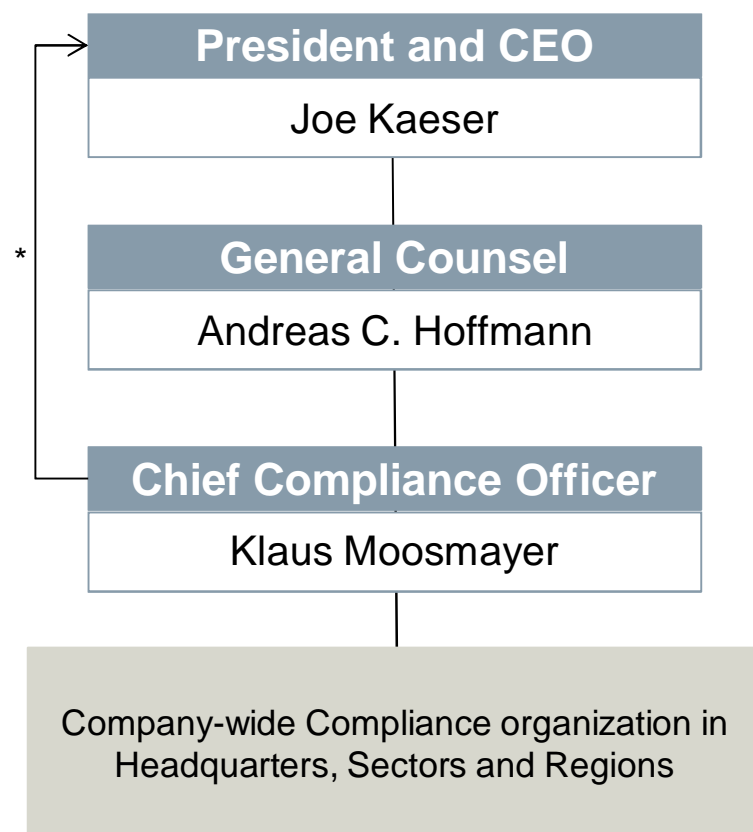 President and CEO
Joe Kaeser
*
General Counsel
Andreas C. Hoffmann
Chief Compliance Officer
Klaus Moosmayer
Company-wide Compliance organization in
Headquarters, Sectors and Regions